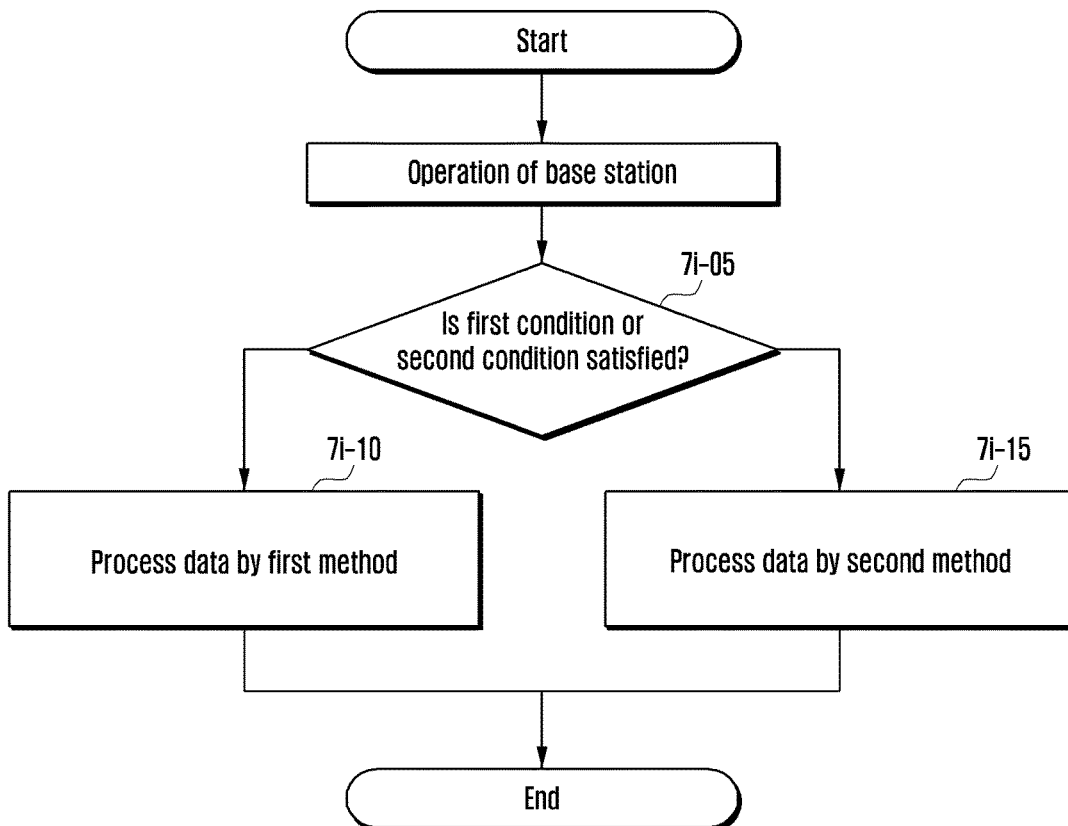 Start
Operation of base station
7i-05
Is first condition or
second condition satisfied?
7i-10
7i-15
Process data by first method
Process data by second method
End